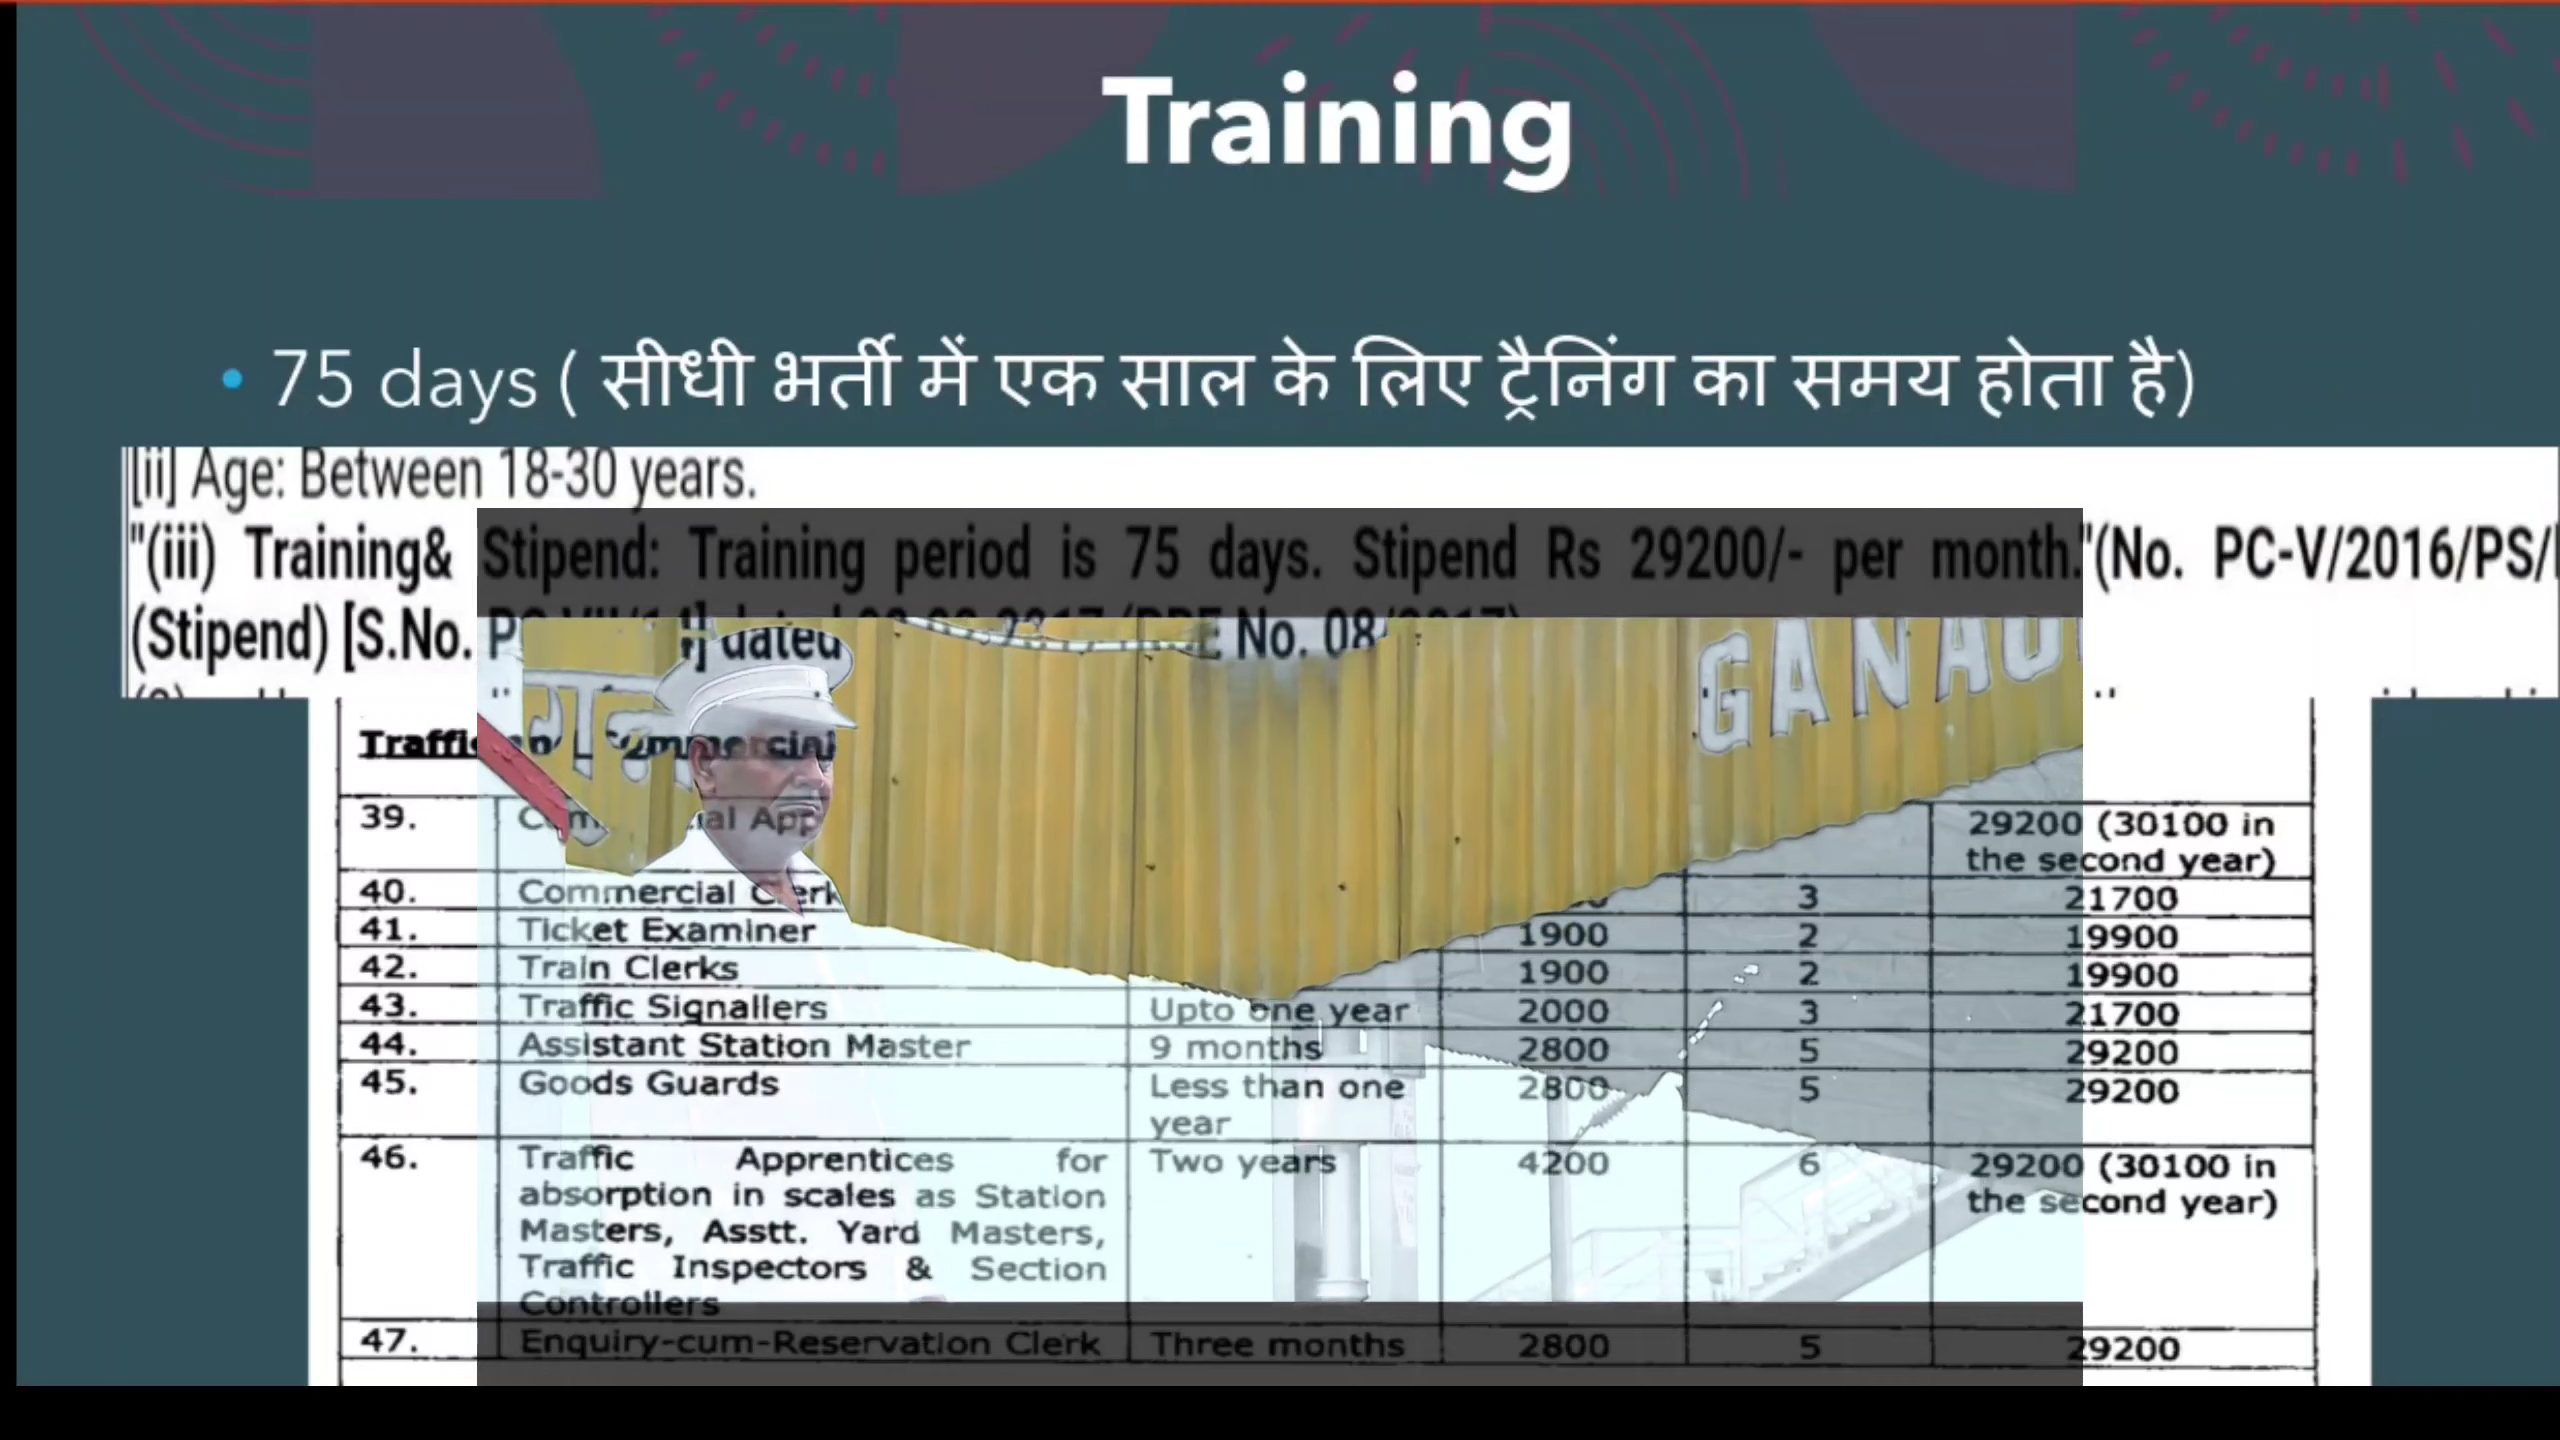 Training
• 75 days ( सीधी भर्ती में एक साल के लिए ट्रैनिंग का समय होता है)
[ii] Age: Between 18-30 years.
"(iii) Training& Stipend: Training period is 75 days. Stipend Rs 29200/- per month."(No. PC-V/2016/PS/
(Stipend) [S.No. dated No. 08/2017)
GANAU
39. 29200 (30100 in
the second year)
40. Commercial Clerk 3 21700
41. Ticket Examiner 1900 2 19900
42. Train Clerks 1900 2 19900
43. Traffic Signallers Upto one year 2000 3 21700
44. Assistant Station Master 9 months 2800 5 29200
45. Goods Guards Less than one 2800 5 29200
year
46. Traffic Apprentices for Two years 4200 6 29200 (30100 in
absorption in scales as Station the second year)
Masters, Asstt. Yard Masters,
Traffic Inspectors & Section
Controllers
47. Enquiry-cum-Reservation Clerk Three months 2800 5 29200